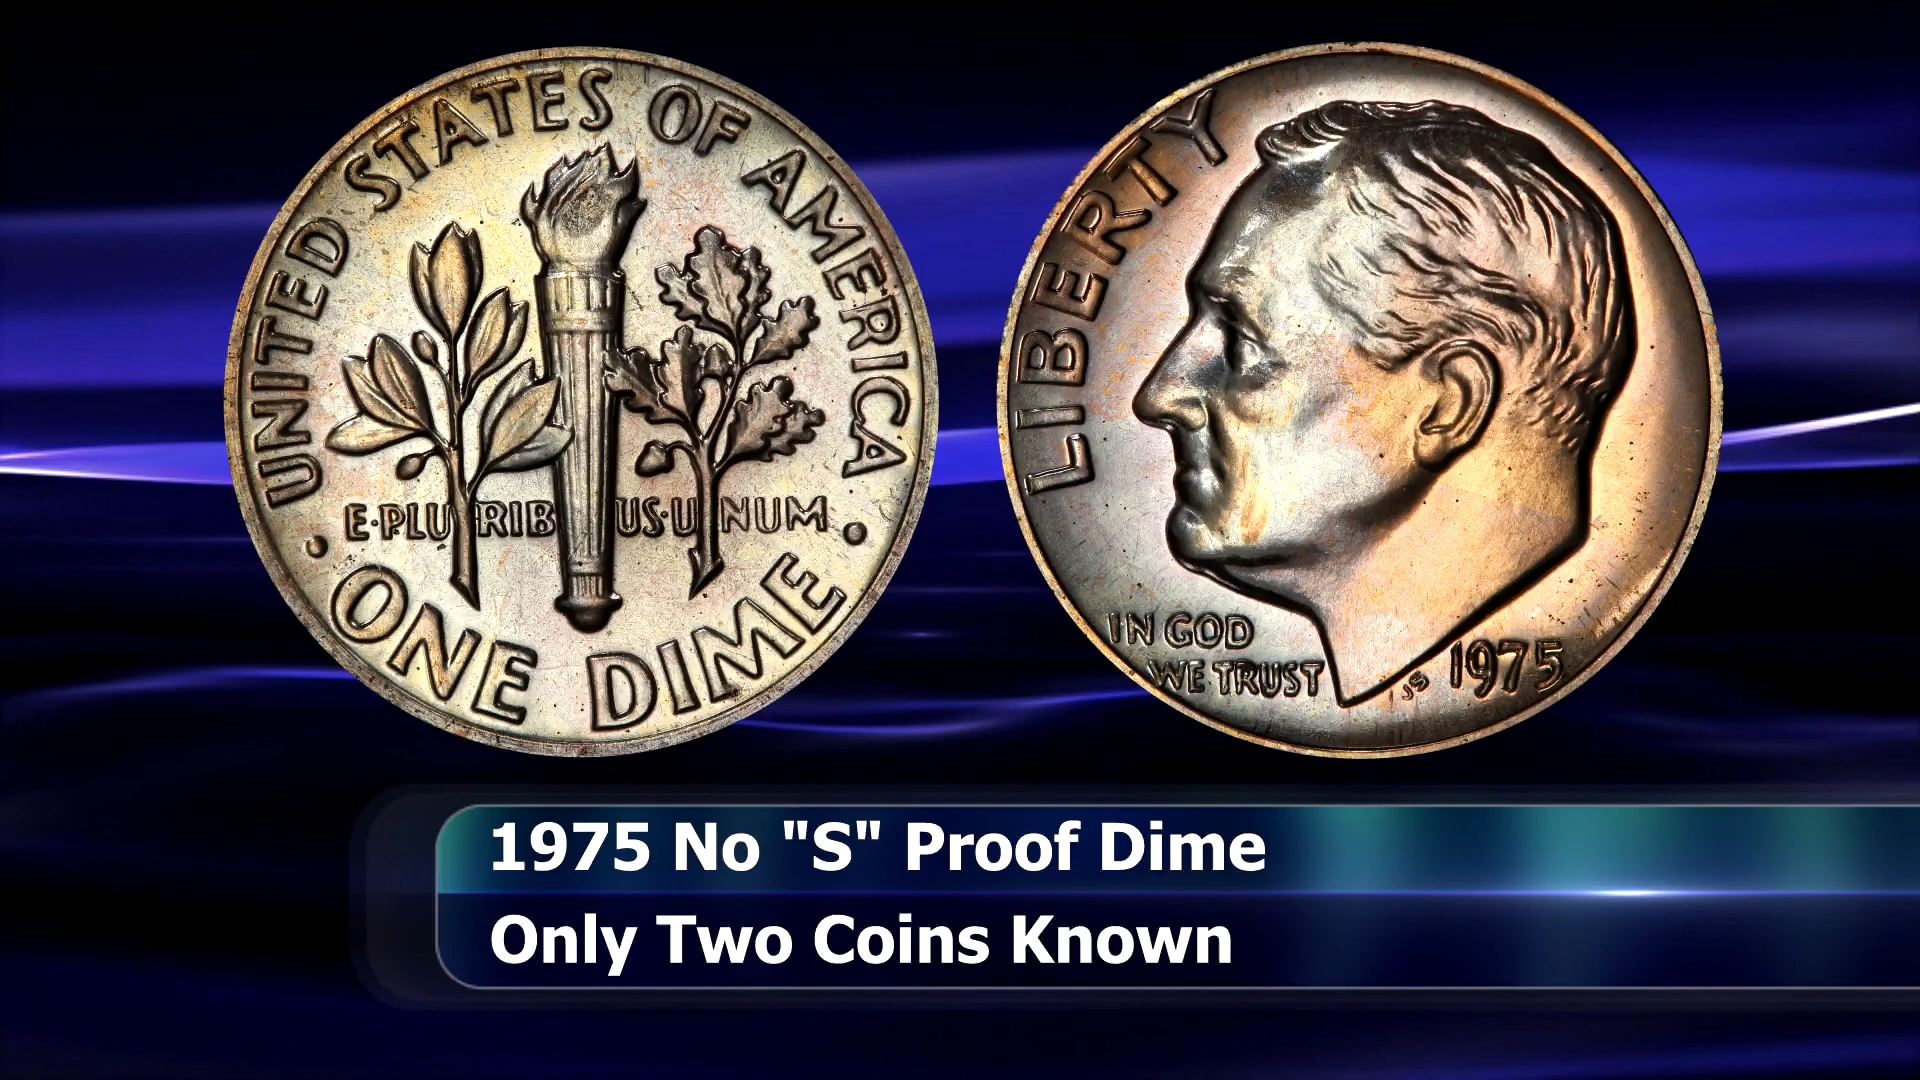 UNITED STATES OF AMERICA
E·PLURIBUS·UNUM
· ONE DIME ·
LIBERTY
IN GOD
WE TRUST
JS 1975
1975 No "S" Proof Dime
Only Two Coins Known